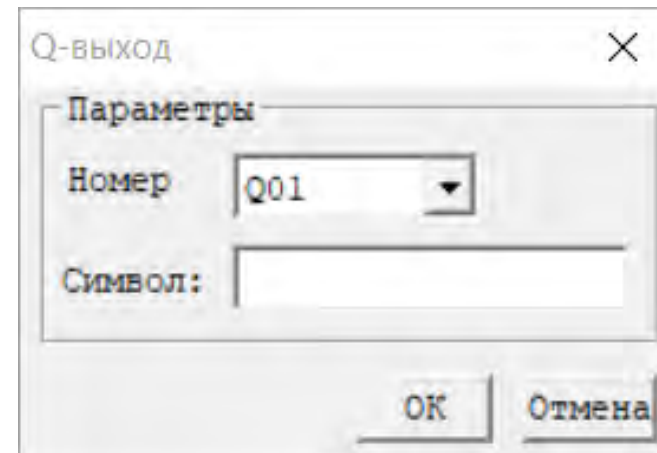 Q-выход
Параметры
Номер Q01
Символ:
OK Отмена